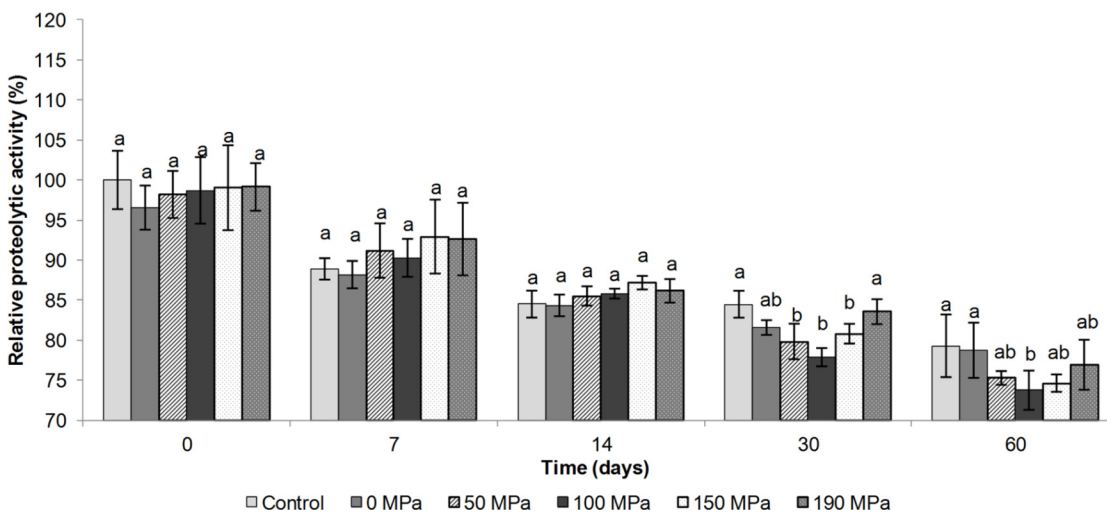 Relative proteolytic activity (%)
120
115
110
105
100
95
90
85
80
75
70
a a a a a a
a a a a a a
a a a a a a
a ab b b b a
a a ab b ab ab
0 7 14 30 60
Time (days)
Control 0 MPa 50 MPa 100 MPa 150 MPa 190 MPa